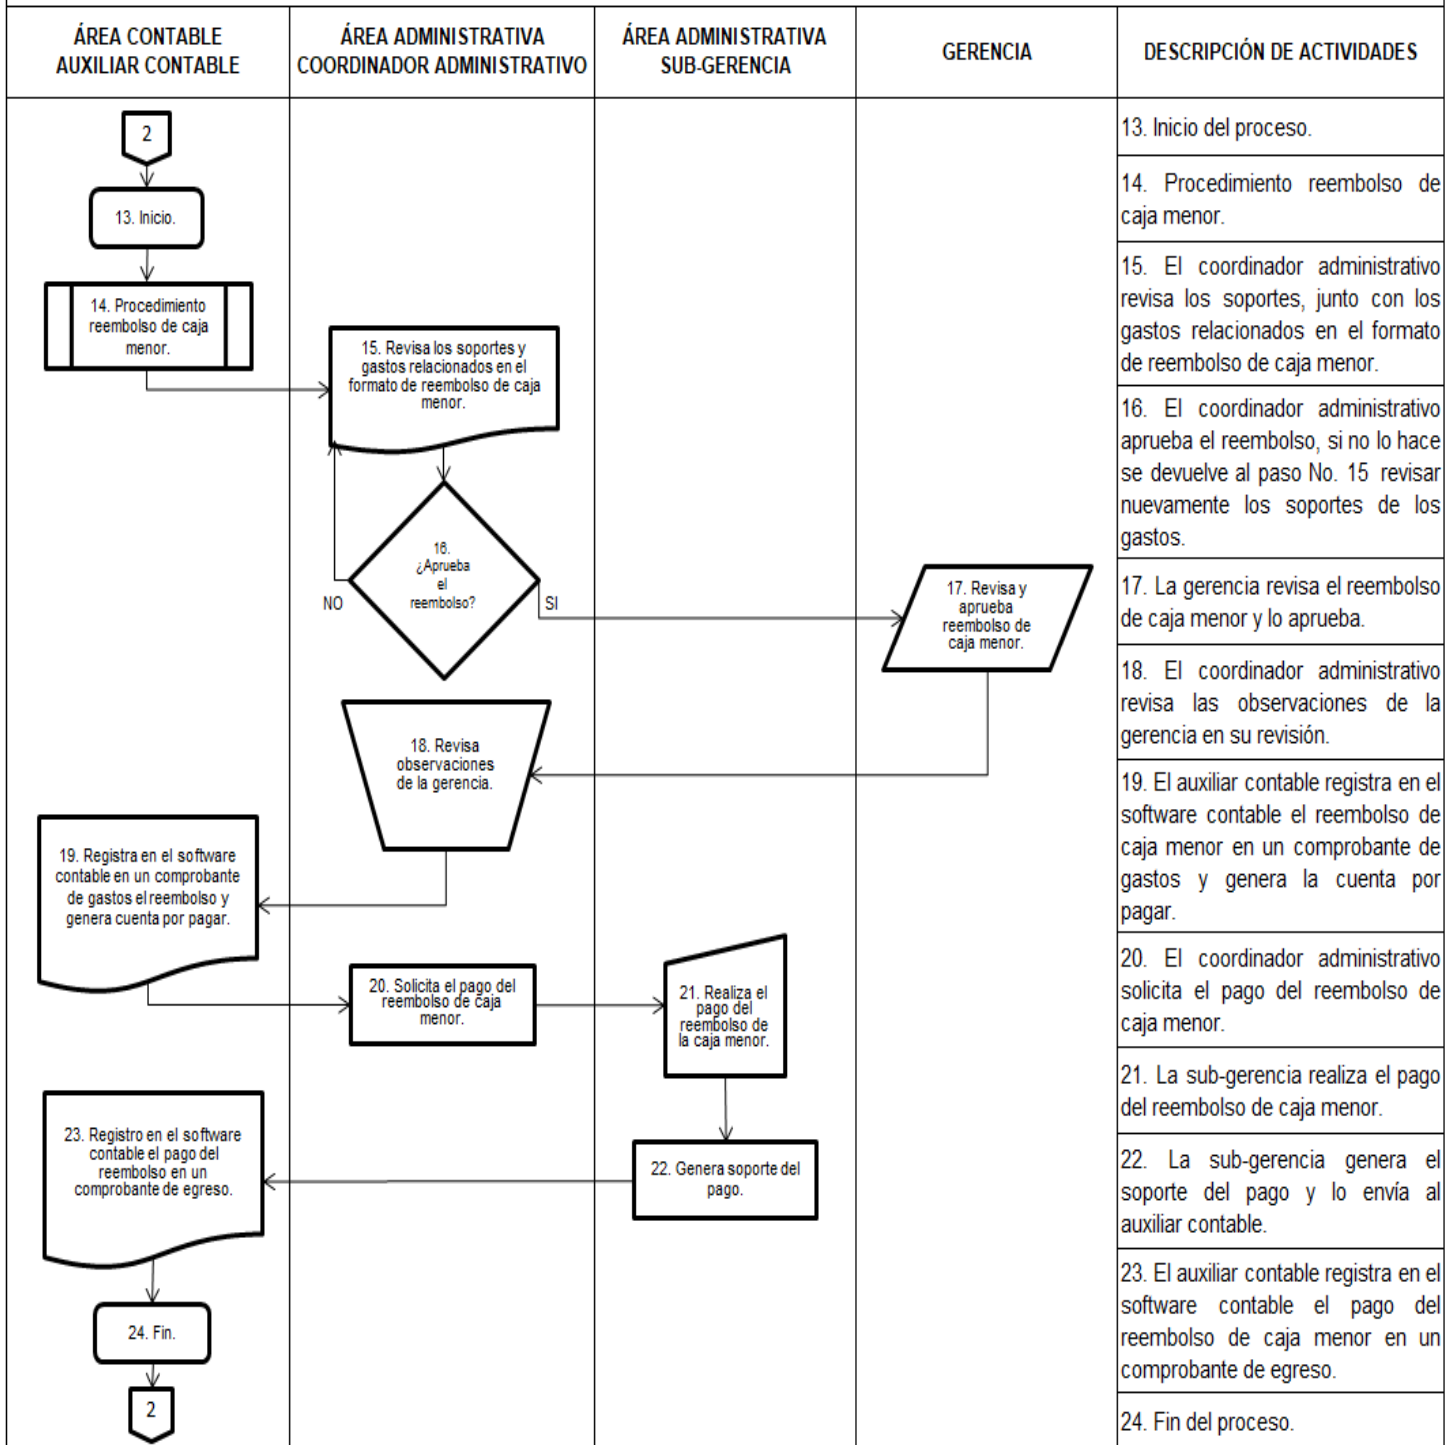 ÁREA CONTABLE
AUXILIAR CONTABLE
ÁREA ADMINISTRATIVA
COORDINADOR ADMINISTRATIVO
ÁREA ADMINISTRATIVA
SUB-GERENCIA
GERENCIA
DESCRIPCIÓN DE ACTIVIDADES
2
13. Inicio.
14. Procedimiento
reembolso de caja
menor.
15. Revisa los soportes y
gastos relacionados en el
formato de reembolso de caja
menor.
16.
¿Aprueba
el
reembolso?
NO
SI
17. Revisa y
aprueba
reembolso de
caja menor.
18. Revisa
observaciones
de la gerencia.
19. Registra en el software
contable en un comprobante
de gastos el reembolso y
genera cuenta por pagar.
20. Solicita el pago del
reembolso de caja
menor.
21. Realiza el
pago del
reembolso de
la caja menor.
22. Genera soporte del
pago.
23. Registro en el software
contable el pago del
reembolso en un
comprobante de egreso.
24. Fin.
2
13. Inicio del proceso.
14. Procedimiento reembolso de
caja menor.
15. El coordinador administrativo
revisa los soportes, junto con los
gastos relacionados en el formato
de reembolso de caja menor.
16. El coordinador administrativo
aprueba el reembolso, si no lo hace
se devuelve al paso No. 15 revisar
nuevamente los soportes de los
gastos.
17. La gerencia revisa el reembolso
de caja menor y lo aprueba.
18. El coordinador administrativo
revisa las observaciones de la
gerencia en su revisión.
19. El auxiliar contable registra en el
software contable el reembolso de
caja menor en un comprobante de
gastos y genera la cuenta por
pagar.
20. El coordinador administrativo
solicita el pago del reembolso de
caja menor.
21. La sub-gerencia realiza el pago
del reembolso de caja menor.
22. La sub-gerencia genera el
soporte del pago y lo envía al
auxiliar contable.
23. El auxiliar contable registra en el
software contable el pago del
reembolso de caja menor en un
comprobante de egreso.
24. Fin del proceso.